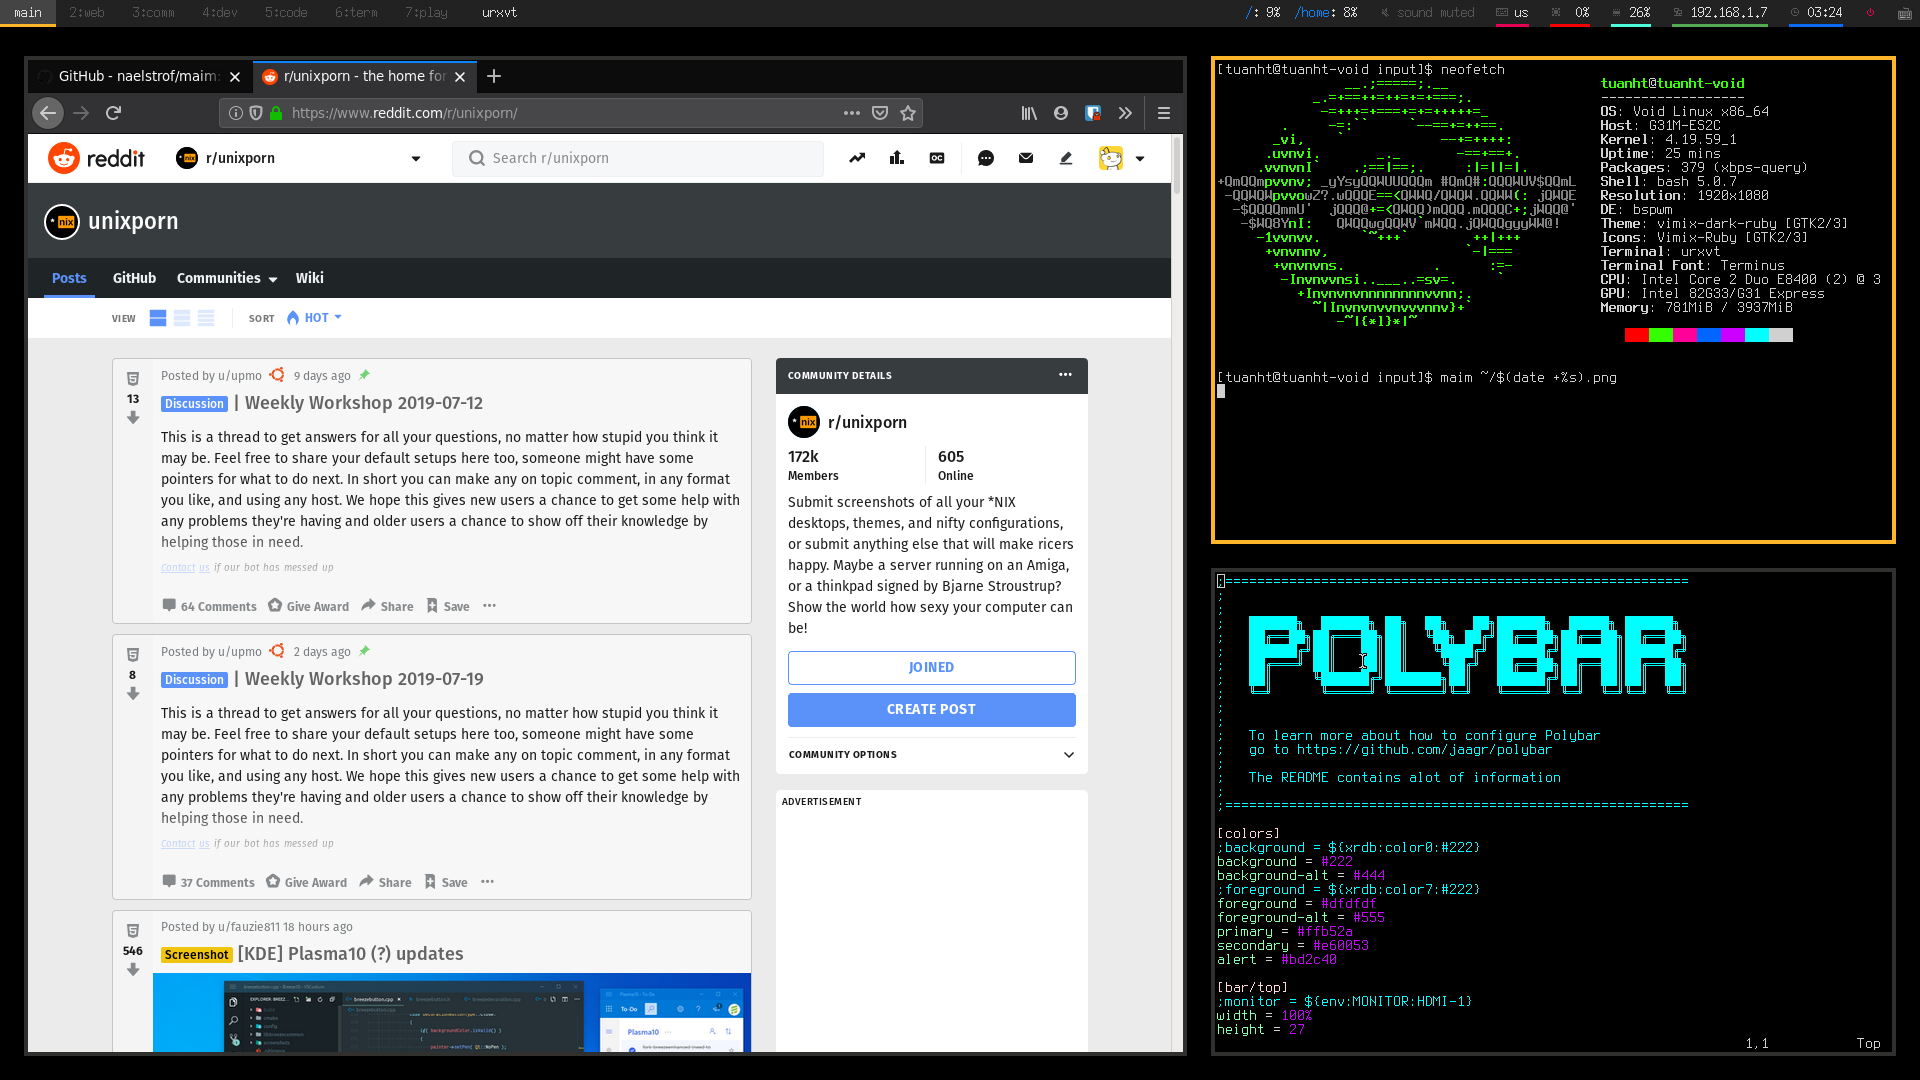 main 2:web 3:comm 4:dev 5:code 6:term 7:play urxvt
/: 9% /home: 8% sound muted us 0% 26% 192.168.1.7 03:24
GitHub - naelstrof/maim:
r/unixporn - the home for
https://www.reddit.com/r/unixporn/
reddit r/unixporn Search r/unixporn
unixporn
Posts GitHub Communities Wiki
VIEW SORT HOT
Posted by u/upmo 9 days ago
13
Discussion | Weekly Workshop 2019-07-12
This is a thread to get answers for all your questions, no matter how stupid you think it
may be. Feel free to share your default setups here too, someone might have some
pointers for what to do next. In short you can make any on topic comment, in any format
you like, and using any host. We hope this gives new users a chance to get some help with
any problems they're having and older users a chance to show off their knowledge by
helping those in need.
Contact us if our bot has messed up
64 Comments Give Award Share Save
Posted by u/upmo 2 days ago
8
Discussion | Weekly Workshop 2019-07-19
This is a thread to get answers for all your questions, no matter how stupid you think it
may be. Feel free to share your default setups here too, someone might have some
pointers for what to do next. In short you can make any on topic comment, in any format
you like, and using any host. We hope this gives new users a chance to get some help with
any problems they're having and older users a chance to show off their knowledge by
helping those in need.
Contact us if our bot has messed up
37 Comments Give Award Share Save
Posted by u/fauzie811 18 hours ago
546
Screenshot [KDE] Plasma10 (?) updates
To-Do
Plasma10
COMMUNITY DETAILS
r/unixporn
172k 605
Members Online
Submit screenshots of all your *NIX
desktops, themes, and nifty configurations,
or submit anything else that will make ricers
happy. Maybe a server running on an Amiga,
or a thinkpad signed by Bjarne Stroustrup?
Show the world how sexy your computer can
be!
JOINED
CREATE POST
COMMUNITY OPTIONS
ADVERTISEMENT
[tuanht@tuanht-void input]$ neofetch
tuanht@tuanht-void
------------------
OS: Void Linux x86_64
Host: G31M-ES2C
Kernel: 4.19.59_1
Uptime: 25 mins
Packages: 379 (xbps-query)
Shell: bash 5.0.7
Resolution: 1920x1080
DE: bspwm
Theme: vimix-dark-ruby [GTK2/3]
Icons: Vimix-Ruby [GTK2/3]
Terminal: urxvt
Terminal Font: Terminus
CPU: Intel Core 2 Duo E8400 (2) @ 3
GPU: Intel 82G33/G31 Express
Memory: 781MiB / 3937MiB
[tuanht@tuanht-void input]$ maim ~/$(date +%s).png
POLYBAR
; To learn more about how to configure Polybar
; go to https://github.com/jaagr/polybar
; The README contains alot of information
[colors]
;background = ${xrdb:color0:#222}
background = #222
background-alt = #444
;foreground = ${xrdb:color7:#222}
foreground = #dfdfdf
foreground-alt = #555
primary = #ffb52a
secondary = #e60053
alert = #bd2c40
[bar/top]
;monitor = ${env:MONITOR:HDMI-1}
width = 100%
height = 27
1,1 Top